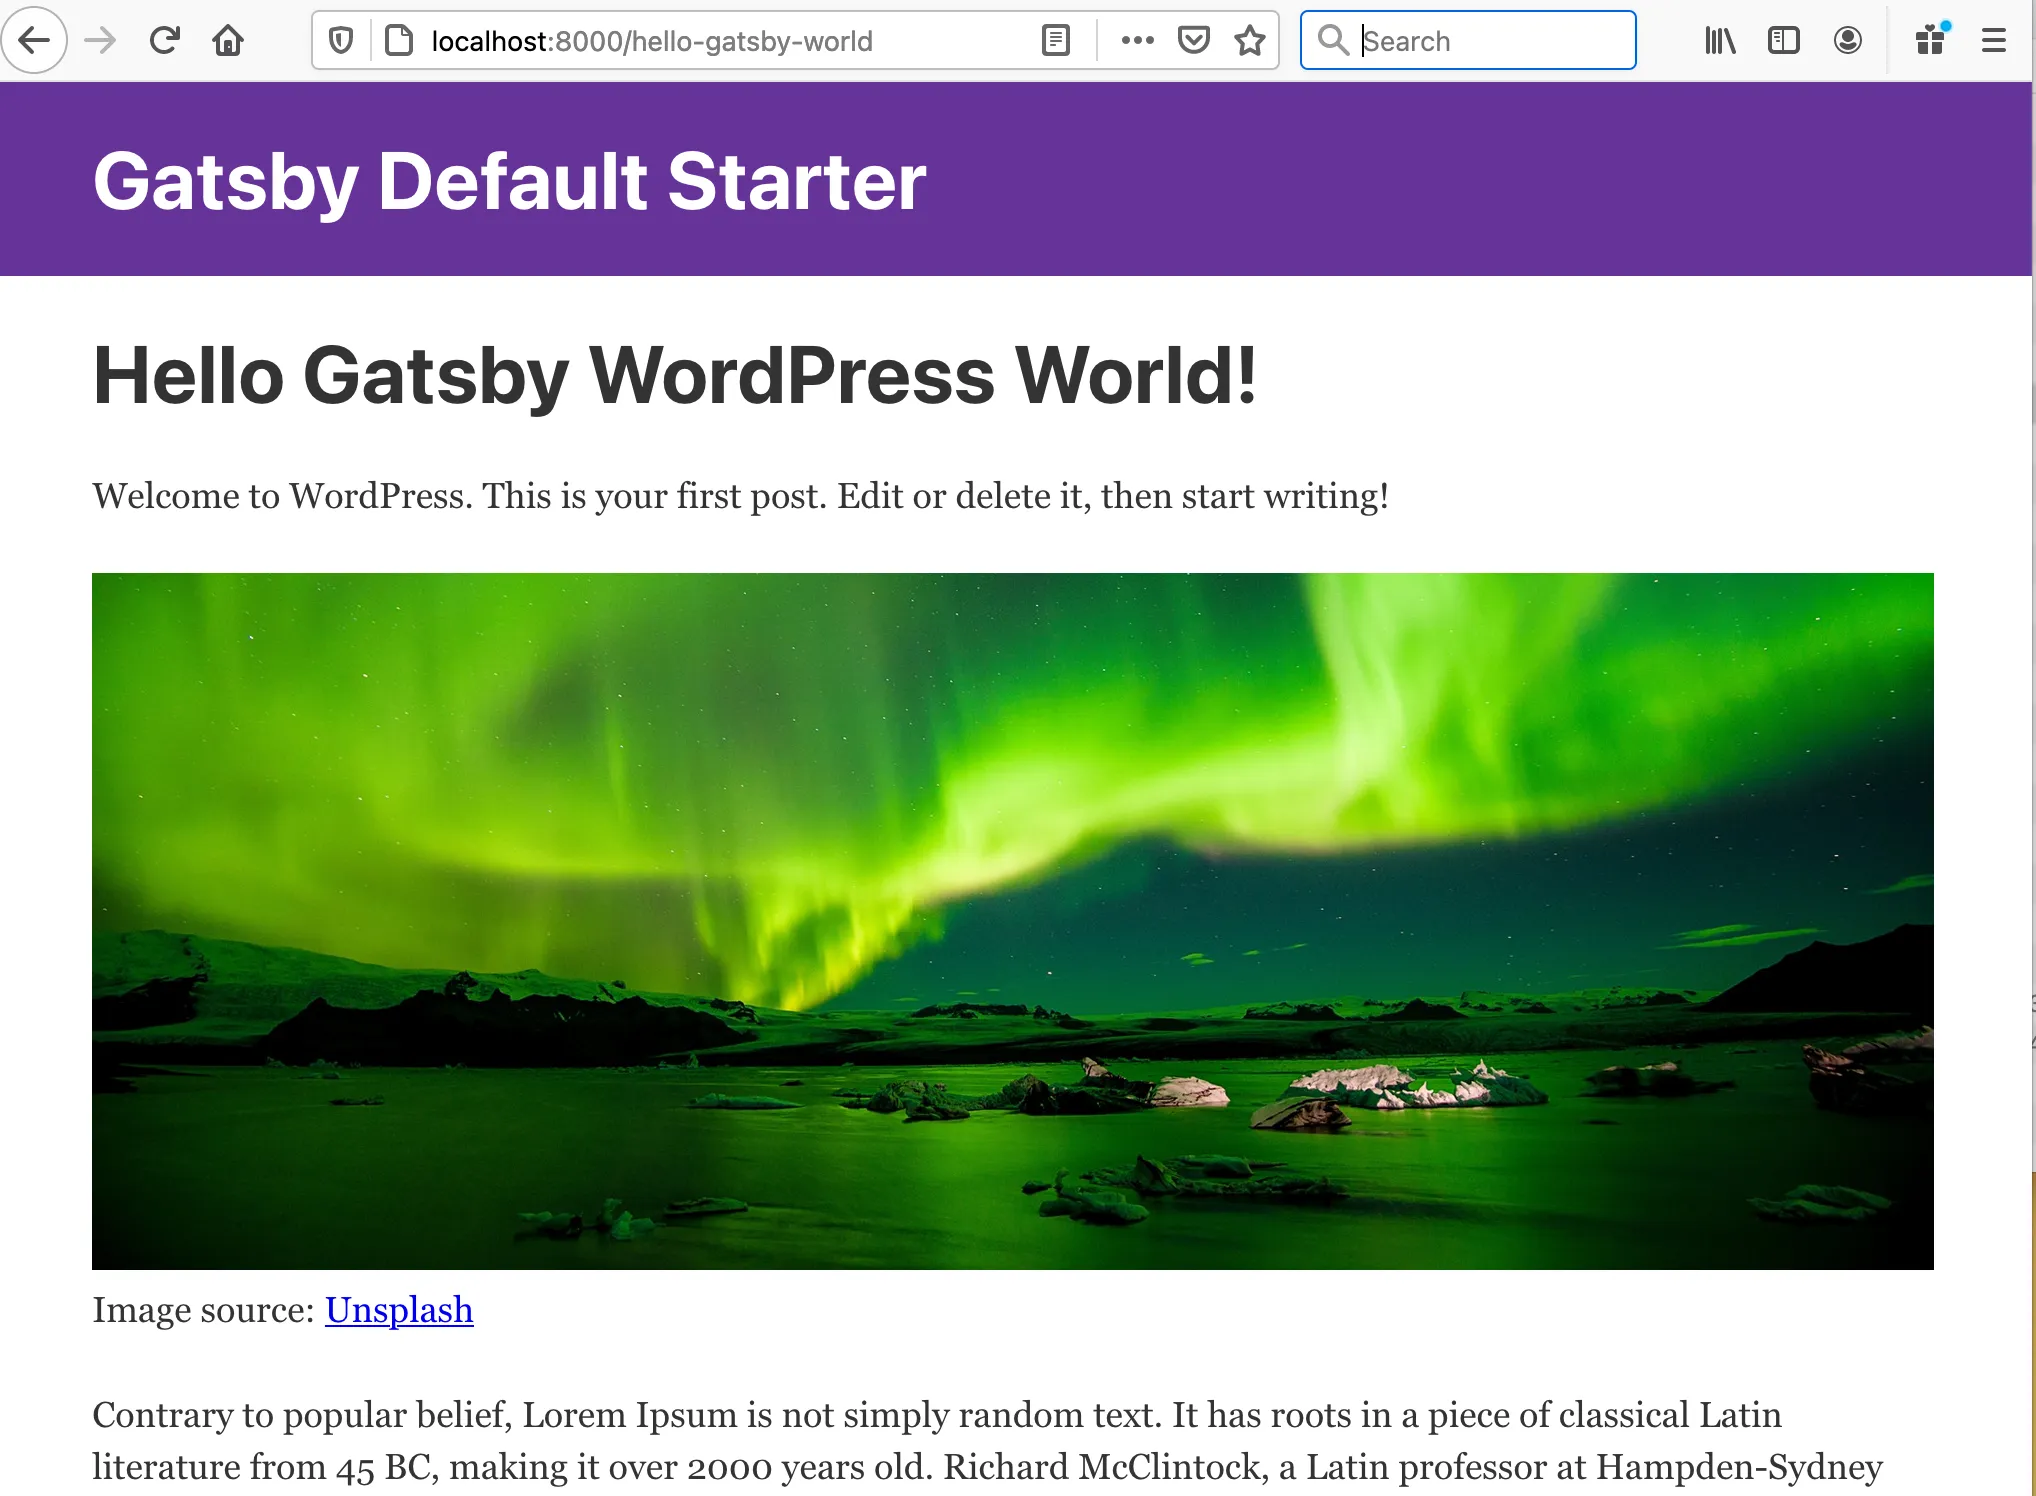 localhost:8000/hello-gatsby-world
Search
Gatsby Default Starter
Hello Gatsby WordPress World!
Welcome to WordPress. This is your first post. Edit or delete it, then start writing!
Image source: Unsplash
Contrary to popular belief, Lorem Ipsum is not simply random text. It has roots in a piece of classical Latin
literature from 45 BC, making it over 2000 years old. Richard McClintock, a Latin professor at Hampden-Sydney